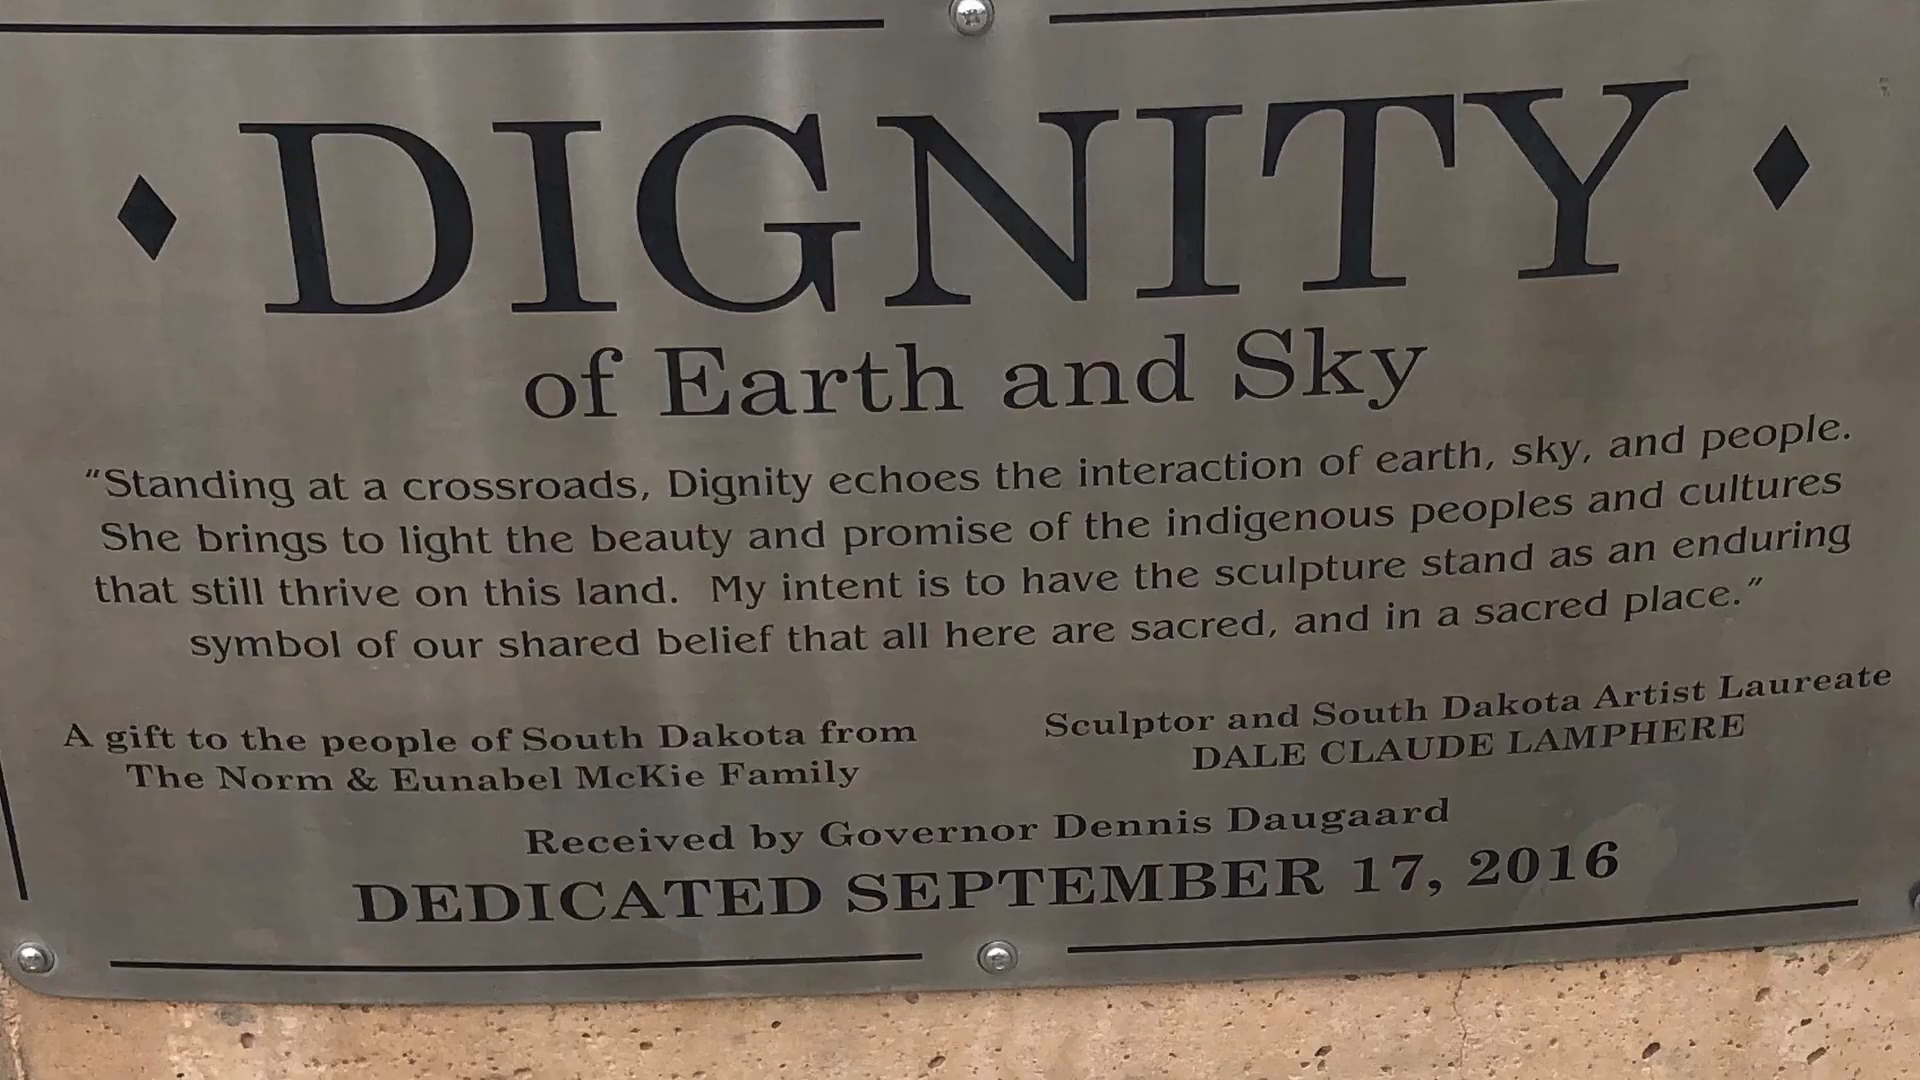 DIGNITY
of Earth and Sky
"Standing at a crossroads, Dignity echoes the interaction of earth, sky, and people.
She brings to light the beauty and promise of the indigenous peoples and cultures
that still thrive on this land. My intent is to have the sculpture stand as an enduring
symbol of our shared belief that all here are sacred, and in a sacred place."
A gift to the people of South Dakota from
The Norm & Eunabel McKie Family
Sculptor and South Dakota Artist Laureate
DALE CLAUDE LAMPHERE
Received by Governor Dennis Daugaard
DEDICATED SEPTEMBER 17, 2016